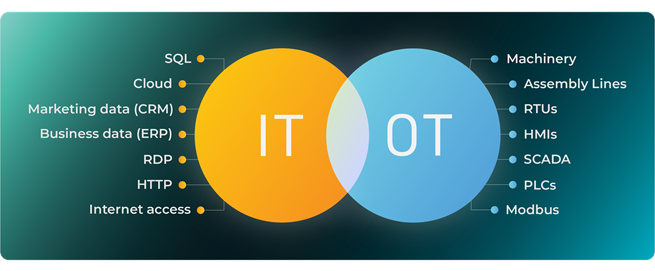 SQL
Cloud
Marketing data (CRM)
Business data (ERP)
RDP
HTTP
Internet access
IT
OT
Machinery
Assembly Lines
RTUs
HMIs
SCADA
PLCs
Modbus